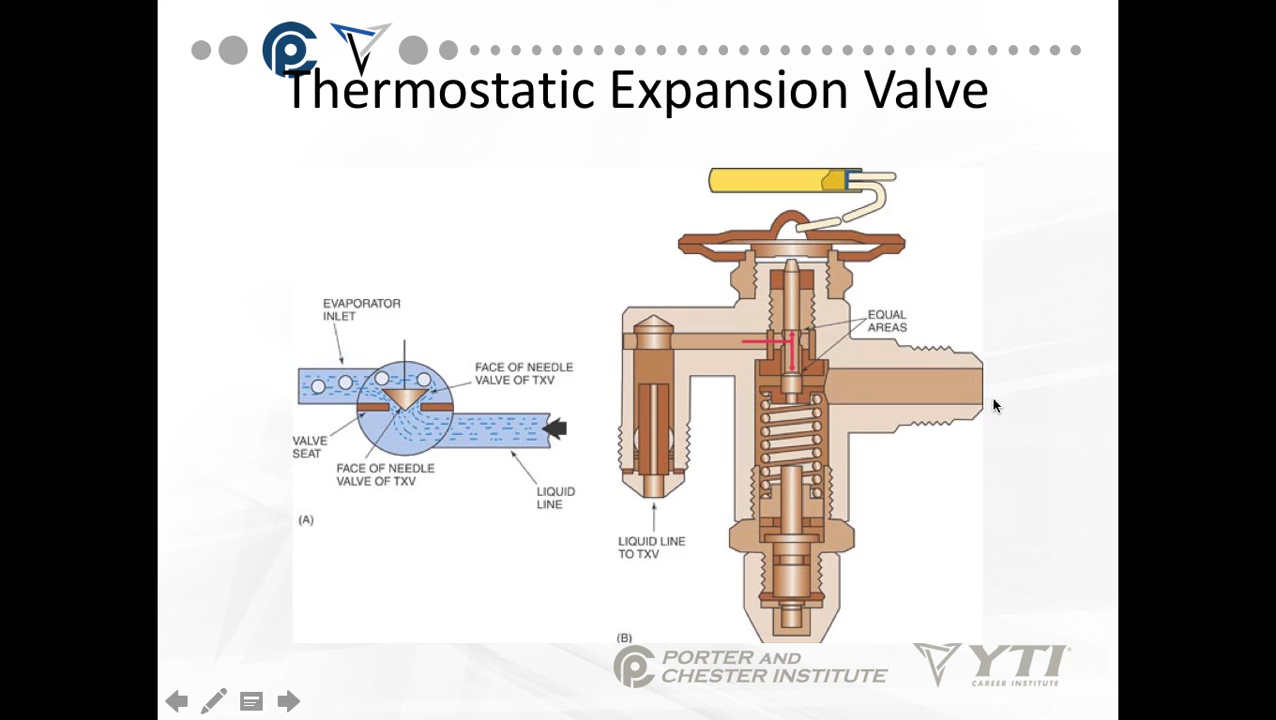 Thermostatic Expansion Valve
EVAPORATOR
INLET
FACE OF NEEDLE
VALVE OF TXV
VALVE
SEAT
FACE OF NEEDLE
VALVE OF TXV
LIQUID
LINE
(A)
EQUAL
AREAS
LIQUID LINE
TO TXV
(B)
PORTER AND
CHESTER INSTITUTE
YTI
CAREER INSTITUTE